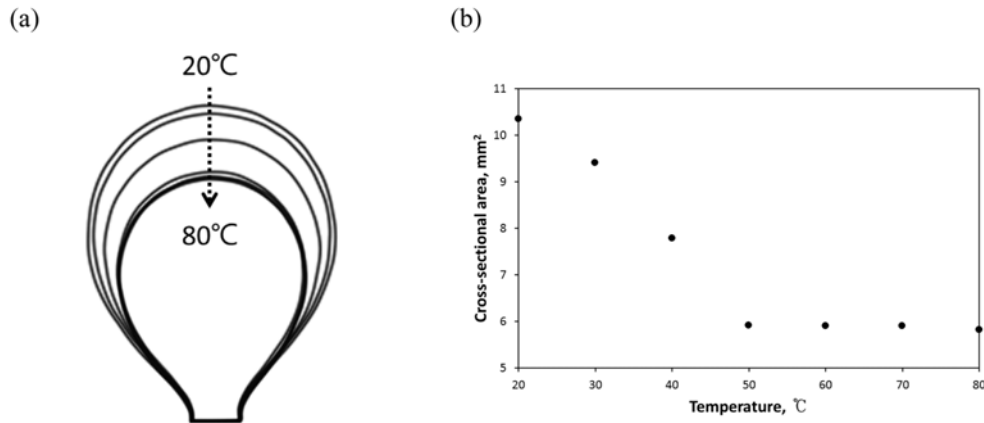 (a)
20℃
80℃
(b)
Cross-sectional area, mm²
11
10
9
8
7
6
5
20 30 40 50 60 70 80
Temperature, ℃